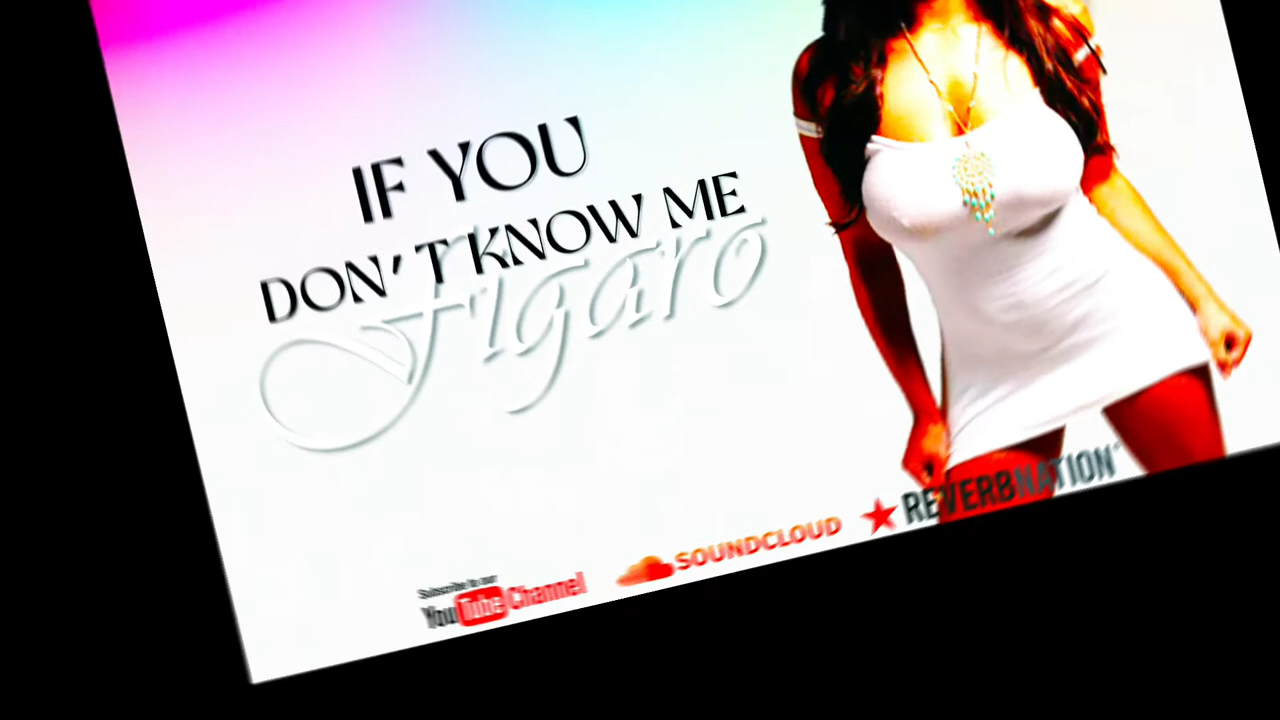 IF YOU
DON'T KNOW ME
Figaro
Subscribe to our
YouTube Channel
SOUNDCLOUD
REVERBNATION